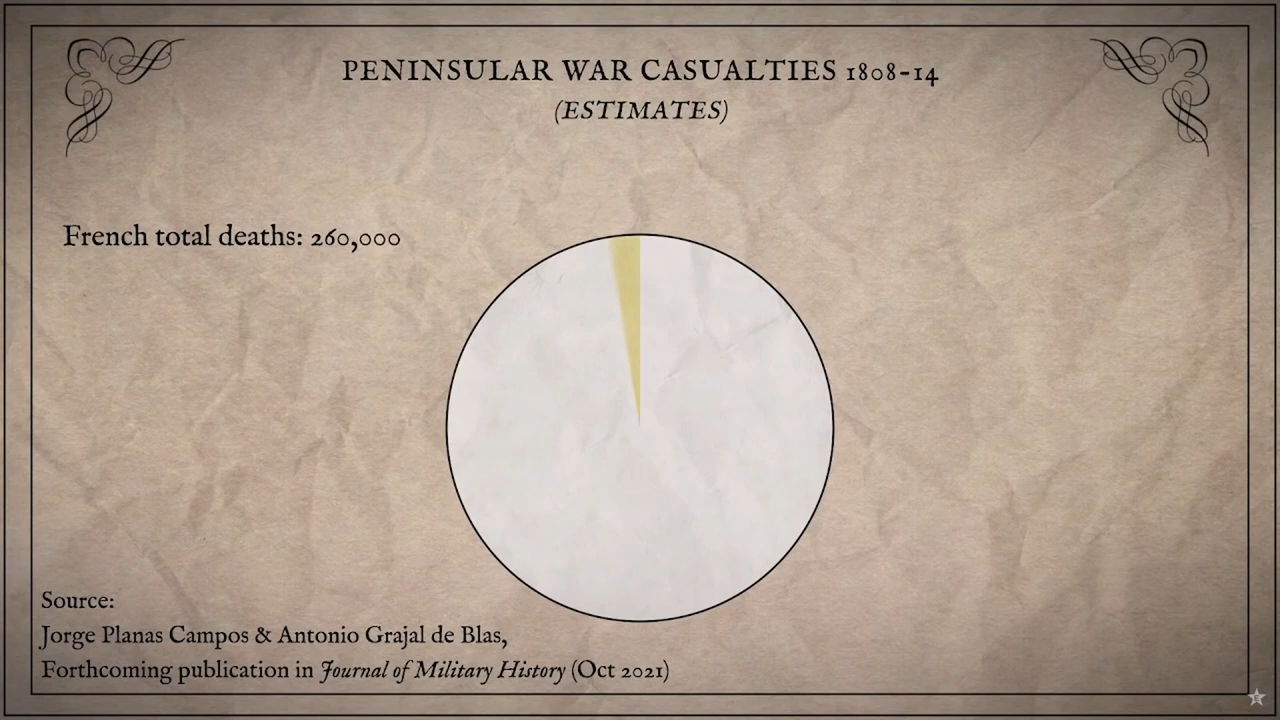 PENINSULAR WAR CASUALTIES 1808-14
(ESTIMATES)
French total deaths: 260,000
Source:
Jorge Planas Campos & Antonio Grajal de Blas,
Forthcoming publication in Journal of Military History (Oct 2021)